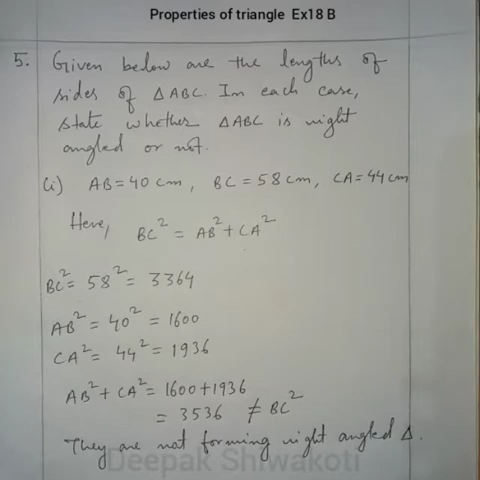 Properties of triangle Ex18 B
5. Given below are the lengths of
sides of △ABC. In each case,
state whether △ABC is right
angled or not.
(i) AB = 40 cm, BC = 58 cm, CA = 44 cm
Here, BC² = AB² + CA²
BC² = 58² = 3364
AB² = 40² = 1600
CA² = 44² = 1936
AB² + CA² = 1600 + 1936
= 3536 ≠ BC²
They are not forming right angled △.
Deepak Shiwakoti